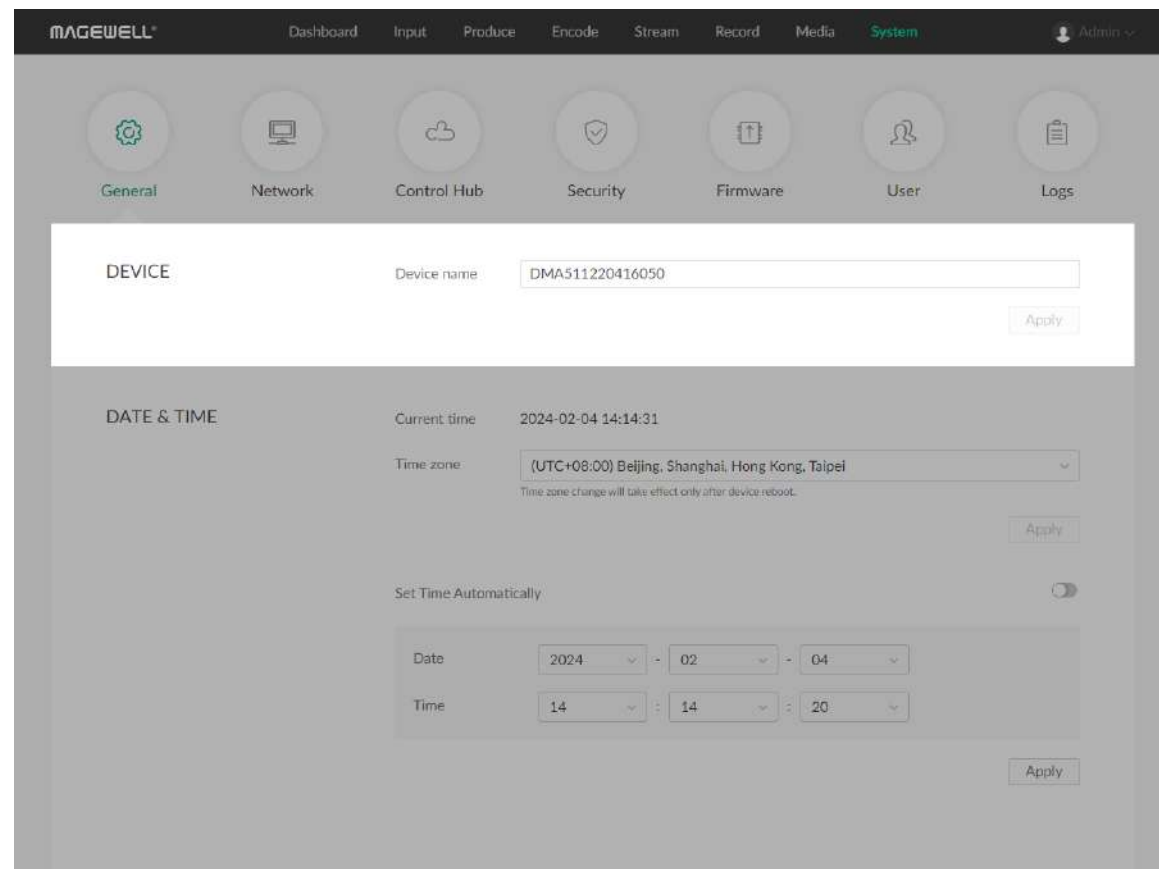 MAGEWELL Dashboard Input Produce Encode Stream Record Media System Admin
General Network Control Hub Security Firmware User Logs
DEVICE Device name DMA511220416050
Apply
DATE & TIME Current time 2024-02-04 14:14:31
Time zone (UTC+08:00) Beijing, Shanghai, Hong Kong, Taipei
Time zone change will take effect only after device reboot.
Apply
Set Time Automatically
Date 2024 - 02 - 04
Time 14 : 14 : 20
Apply